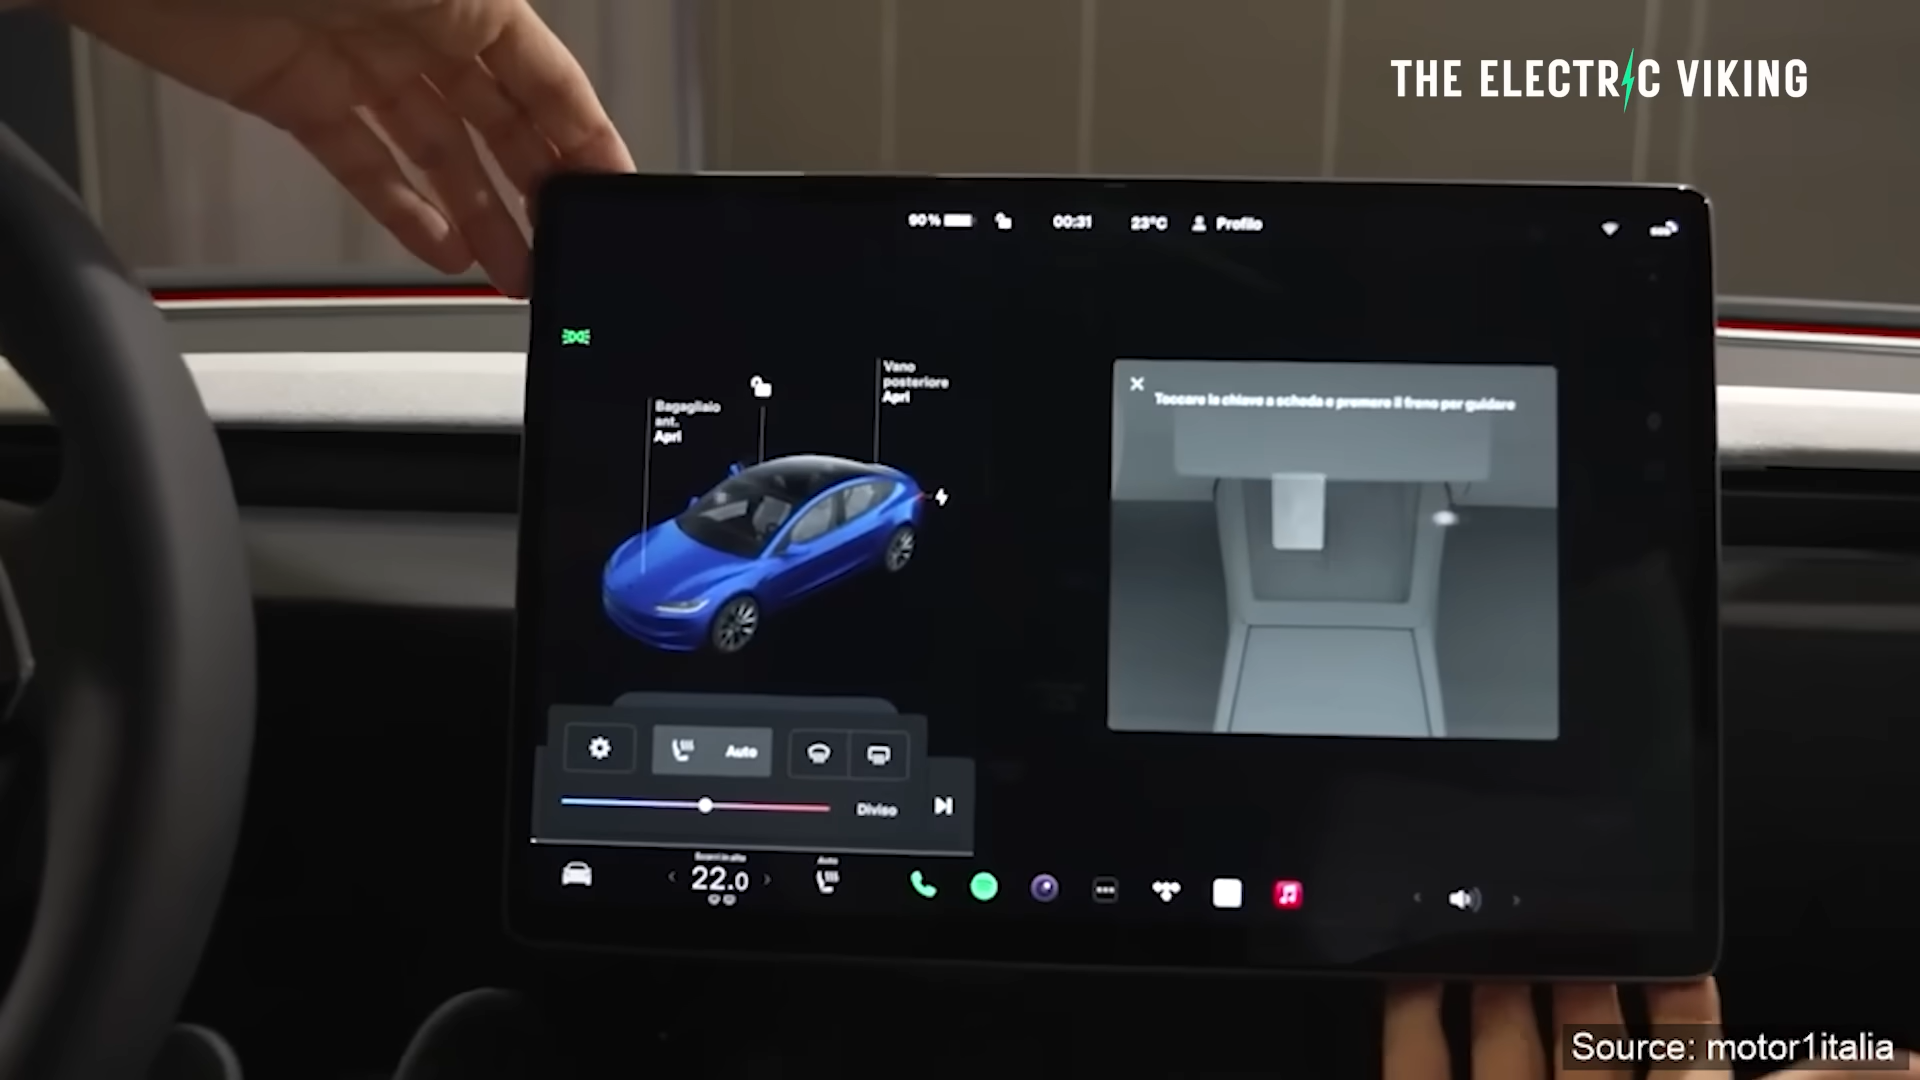 THE ELECTRIC VIKING
90 % 00:31 23°C Profilo
Vano
posteriore
Apri
Bagagliaio
ant.
Apri
Toccare la chiave a scheda e premere il freno per guidare
Auto
Diviso
Auto
22.0
Source: motor1italia